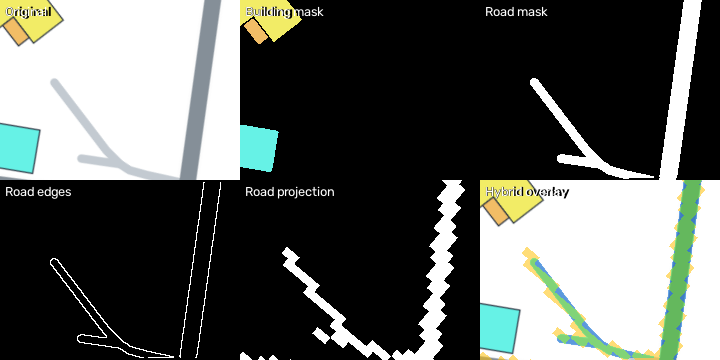 Original
Building mask
Road mask
Road edges
Road projection
Hybrid overlay